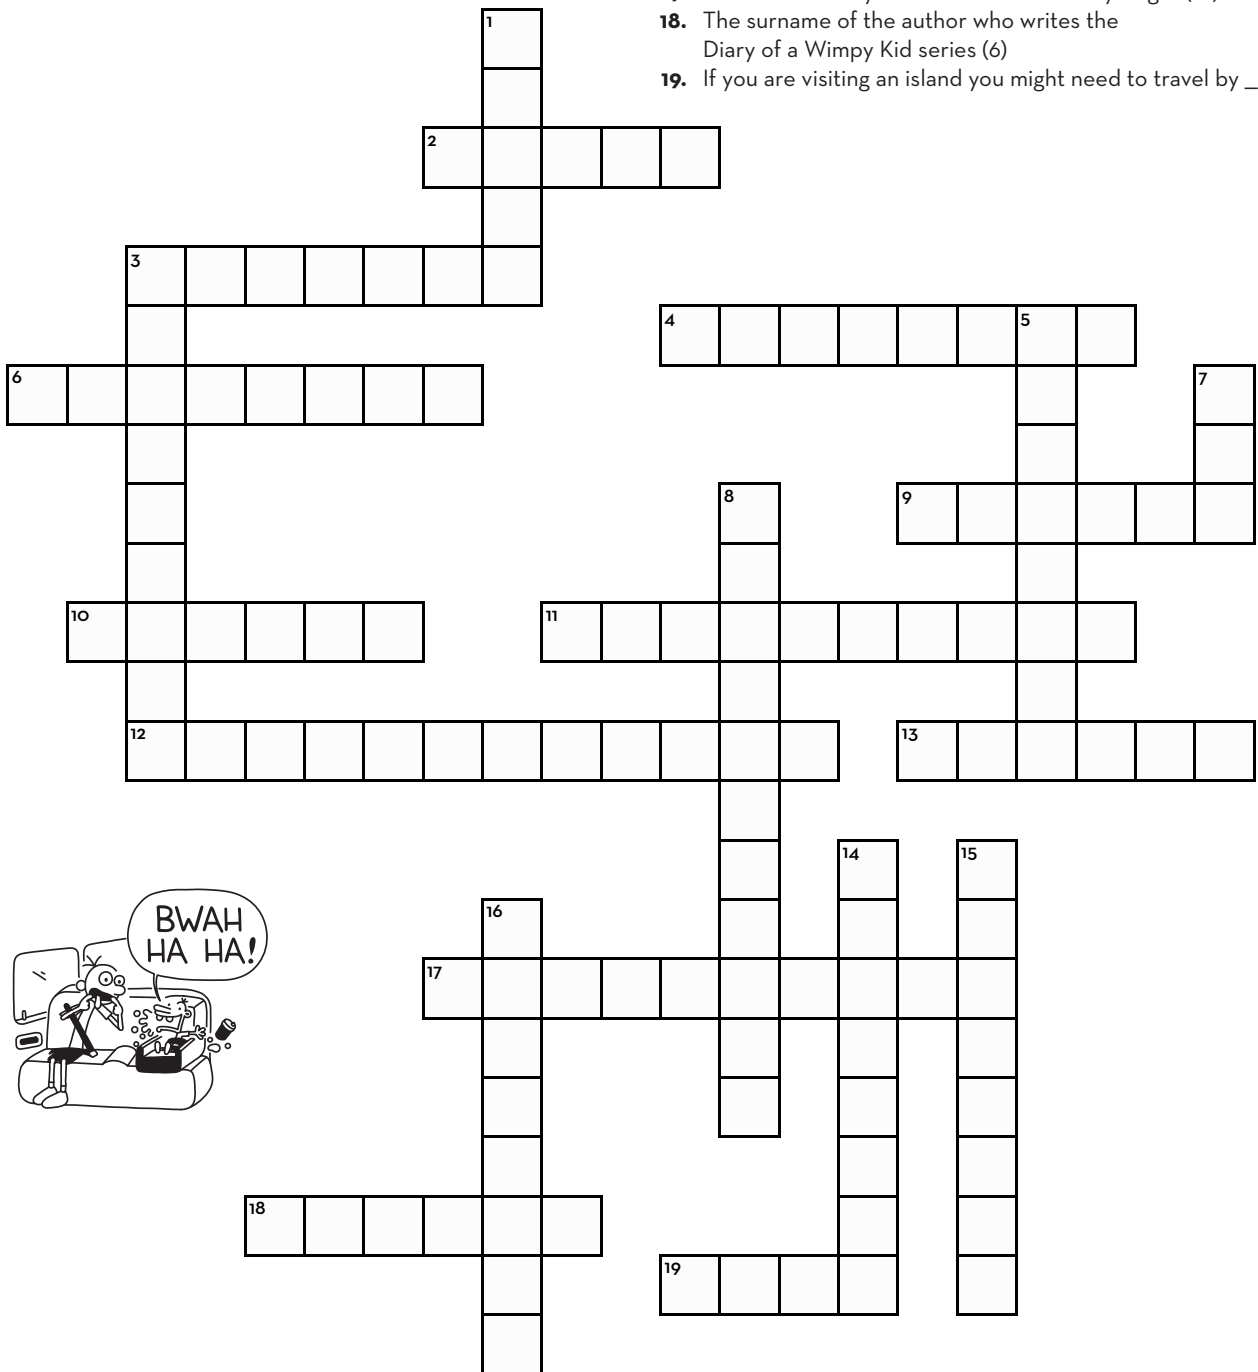 18. The surname of the author who writes the
Diary of a Wimpy Kid series (6)
19. If you are visiting an island you might need to travel by _
1
2
3
4 5
6 7
8 9
10 11
12 13
14 15
16
17
BWAH
HA HA!
18
19